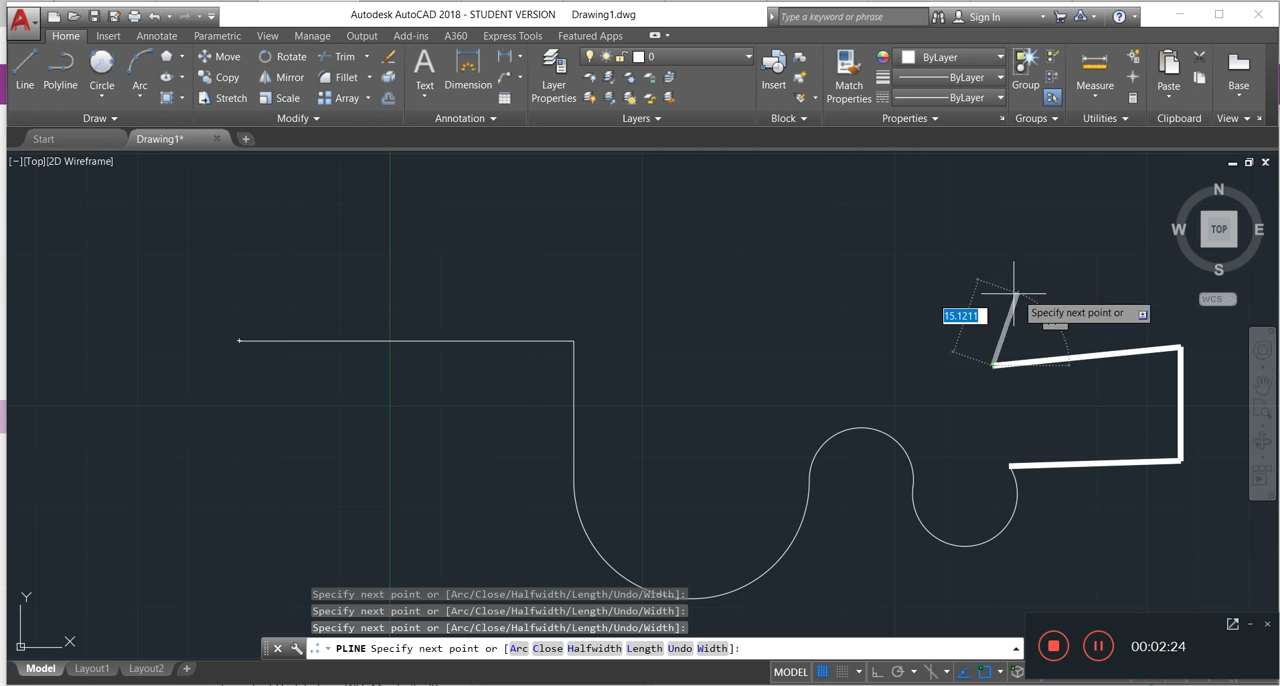 Autodesk AutoCAD 2018 - STUDENT VERSION Drawing1.dwg
Type a keyword or phrase
Sign In
Home Insert Annotate Parametric View Manage Output Add-ins A360 Express Tools Featured Apps
Line Polyline Circle Arc
Move Rotate Trim
Copy Mirror Fillet
Stretch Scale Array
Text Dimension
Layer Properties
0
Insert
Match Properties
ByLayer
ByLayer
ByLayer
Group
Measure
Paste
Base
Draw Modify Annotation Layers Block Properties Groups Utilities Clipboard View
Start Drawing1*
[−][Top][2D Wireframe]
N
W TOP E
S
WCS
15.1211
Specify next point or
Specify next point or [Arc/Close/Halfwidth/Length/Undo/Width]:
Specify next point or [Arc/Close/Halfwidth/Length/Undo/Width]:
Specify next point or [Arc/Close/Halfwidth/Length/Undo/Width]:
PLINE Specify next point or [Arc Close Halfwidth Length Undo Width]:
Y
X
00:02:24
Model Layout1 Layout2
MODEL